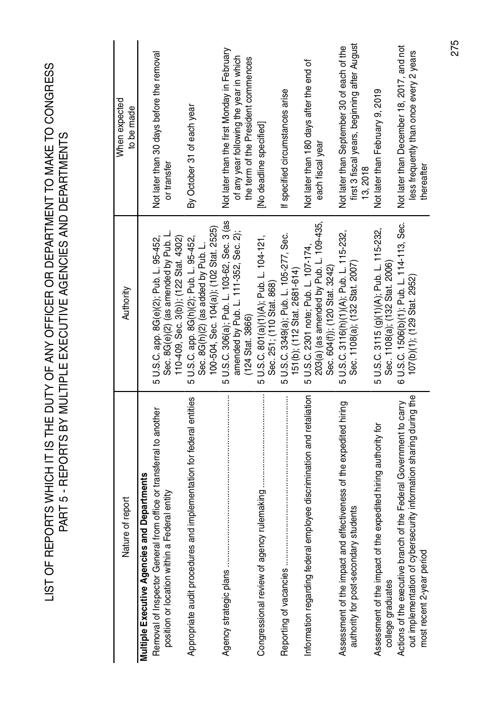 LIST OF REPORTS WHICH IT IS THE DUTY OF ANY OFFICER OR DEPARTMENT TO MAKE TO CONGRESS
PART 5 - REPORTS BY MULTIPLE EXECUTIVE AGENCIES AND DEPARTMENTS
Nature of report
Authority
When expected
to be made
Multiple Executive Agencies and Departments
Removal of Inspector General from office or transferral to another
position or location within a Federal entity
5 U.S.C. app. 8G(e)(2); Pub. L. 95-452,
Sec. 8G(e)(2) (as amended by Pub. L.
110-409, Sec. 3(b)); (122 Stat. 4302)
Not later than 30 days before the removal
or transfer
Appropriate audit procedures and implementation for federal entities
5 U.S.C. app. 8G(h)(2); Pub. L. 95-452,
Sec. 8G(h)(2) (as added by Pub. L.
100-504, Sec. 104(a)); (102 Stat. 2525)
By October 31 of each year
Agency strategic plans
5 U.S.C. 306(a); Pub. L. 103-62, Sec. 3 (as
amended by Pub. L. 111-352, Sec. 2);
(124 Stat. 3866)
Not later than the first Monday in February
of any year following the year in which
the term of the President commences
Congressional review of agency rulemaking
5 U.S.C. 801(a)(1)(A); Pub. L. 104-121,
Sec. 251; (110 Stat. 868)
[No deadline specified]
Reporting of vacancies
5 U.S.C. 3349(a); Pub. L. 105-277, Sec.
151(b); (112 Stat. 2681-614)
If specified circumstances arise
Information regarding federal employee discrimination and retaliation
5 U.S.C. 2301 note; Pub. L. 107-174,
203(a) (as amended by Pub. L. 109-435,
Sec. 604(f)); (120 Stat. 3242)
Not later than 180 days after the end of
each fiscal year
Assessment of the impact and effectiveness of the expedited hiring
authority for post-secondary students
5 U.S.C. 3116(h)(1)(A); Pub. L. 115-232,
Sec. 1108(a); (132 Stat. 2007)
Not later than September 30 of each of the
first 3 fiscal years, beginning after August
13, 2018
Assessment of the impact of the expedited hiring authority for
college graduates
5 U.S.C. 3115 (g)(1)(A); Pub. L. 115-232,
Sec. 1108(a); (132 Stat. 2006)
Not later than February 9, 2019
Actions of the executive branch of the Federal Government to carry
out implementation of cybersecurity information sharing during the
most recent 2-year period
6 U.S.C. 1506(b)(1); Pub. L. 114-113, Sec.
107(b)(1); (129 Stat. 2952)
Not later than December 18, 2017, and not
less frequently than once every 2 years
thereafter
275